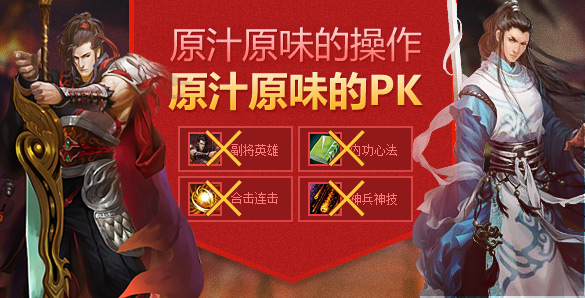 原汁原味的操作
原汁原味的PK
副将英雄
内功心法
合击连击
神兵神技